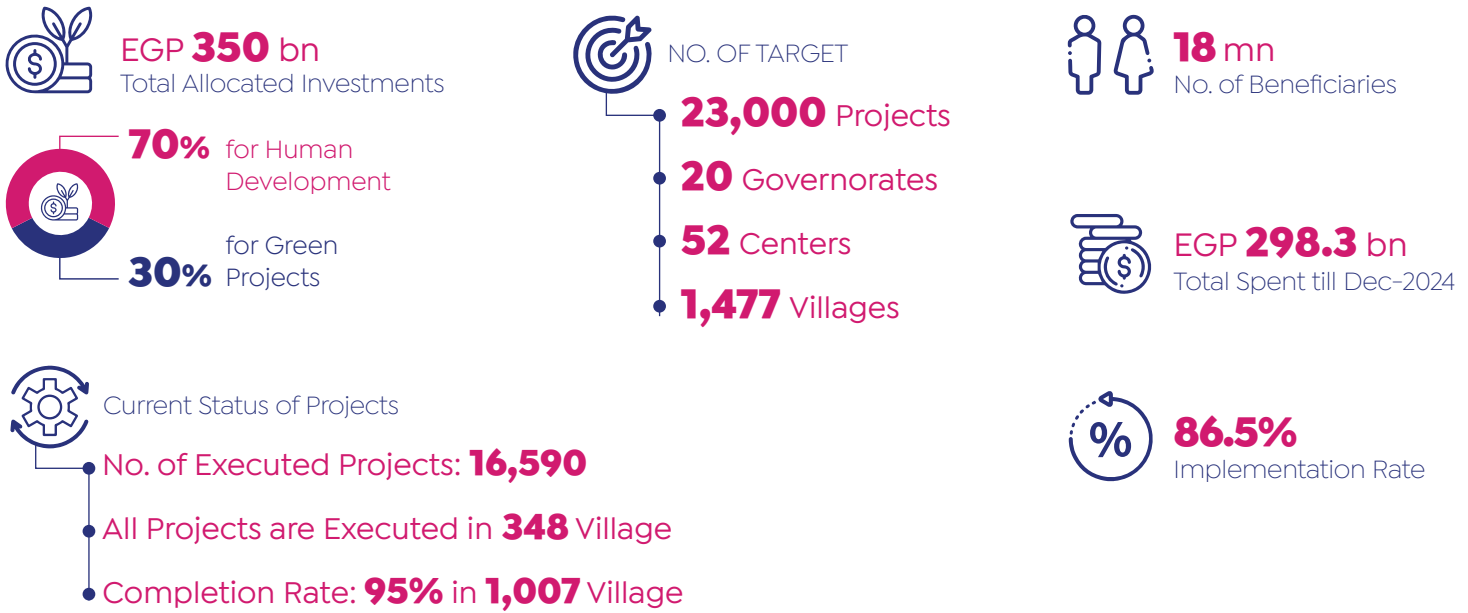 EGP 350 bn
Total Allocated Investments
70% for Human
Development
for Green
30% Projects
NO. OF TARGET
23,000 Projects
20 Governorates
52 Centers
1,477 Villages
18 mn
No. of Beneficiaries
EGP 298.3 bn
Total Spent till Dec-2024
%
86.5%
Implementation Rate
Current Status of Projects
No. of Executed Projects: 16,590
All Projects are Executed in 348 Village
Completion Rate: 95% in 1,007 Village